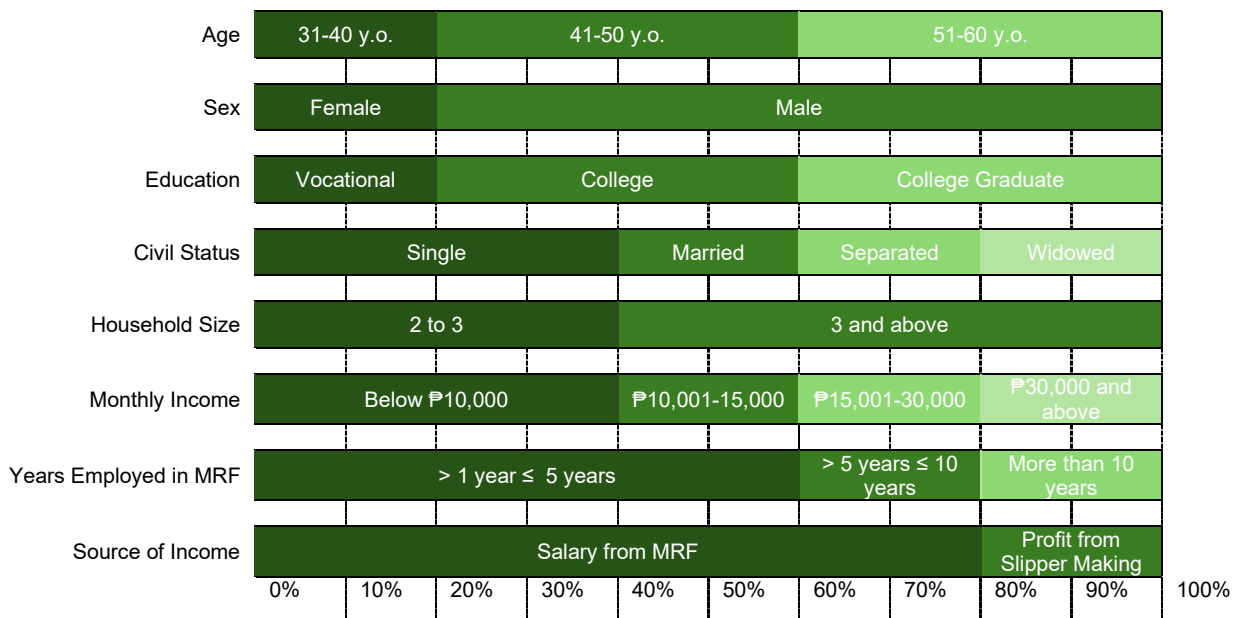 Age 31-40 y.o. 41-50 y.o. 51-60 y.o.
Sex Female Male
Education Vocational College College Graduate
Civil Status Single Married Separated Widowed
Household Size 2 to 3 3 and above
Monthly Income Below ₱10,000 ₱10,001-15,000 ₱15,001-30,000 ₱30,000 and
above
Years Employed in MRF > 1 year ≤ 5 years > 5 years ≤ 10
years
More than 10
years
Source of Income Salary from MRF Profit from
Slipper Making
0% 10% 20% 30% 40% 50% 60% 70% 80% 90% 100%